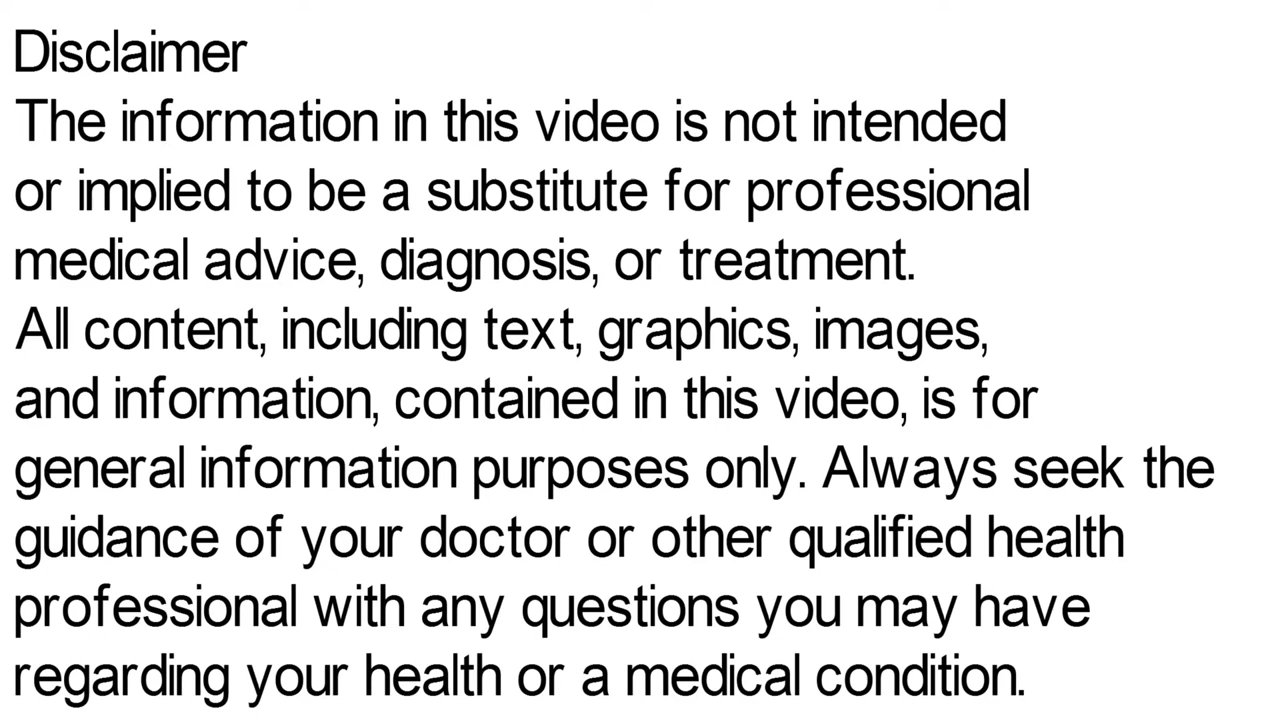 Disclaimer
The information in this video is not intended
or implied to be a substitute for professional
medical advice, diagnosis, or treatment.
All content, including text, graphics, images,
and information, contained in this video, is for
general information purposes only. Always seek the
guidance of your doctor or other qualified health
professional with any questions you may have
regarding your health or a medical condition.